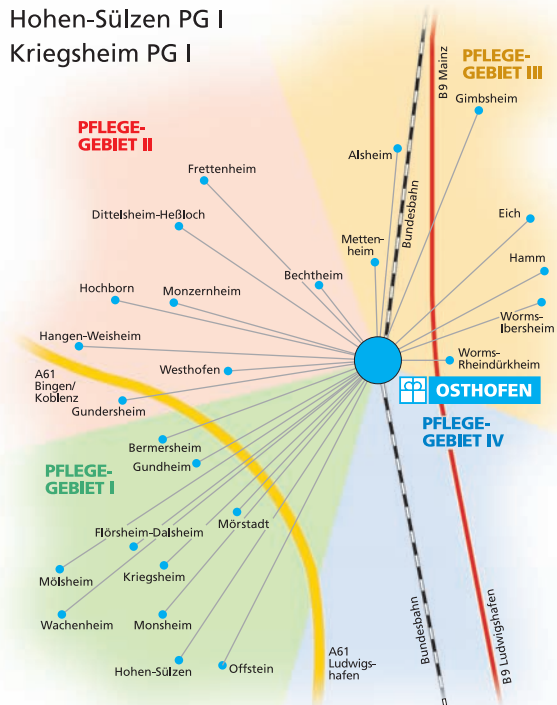 Hohen-Sülzen PG I
Kriegsheim PG I
B9 Mainz
PFLEGE-
GEBIET III
Gimbsheim
PFLEGE-
GEBIET II
Alsheim
Frettenheim
Bundesbahn
Dittelsheim-Heßloch
Eich
Metten-
heim
Hamm
Bechtheim
Hochborn
Monzernheim
Worms-
Ibersheim
Hangen-Weisheim
Worms-
Rheindürkheim
A61
Bingen/
Koblenz
Westhofen
OSTHOFEN
Gundersheim
PFLEGE-
GEBIET IV
Bermersheim
Gundheim
PFLEGE-
GEBIET I
Mörstadt
Flörsheim-Dalsheim
Kriegsheim
Mölsheim
Wachenheim
Monsheim
Bundesbahn
B9 Ludwigshafen
A61
Ludwigs-
hafen
Hohen-Sülzen
Offstein